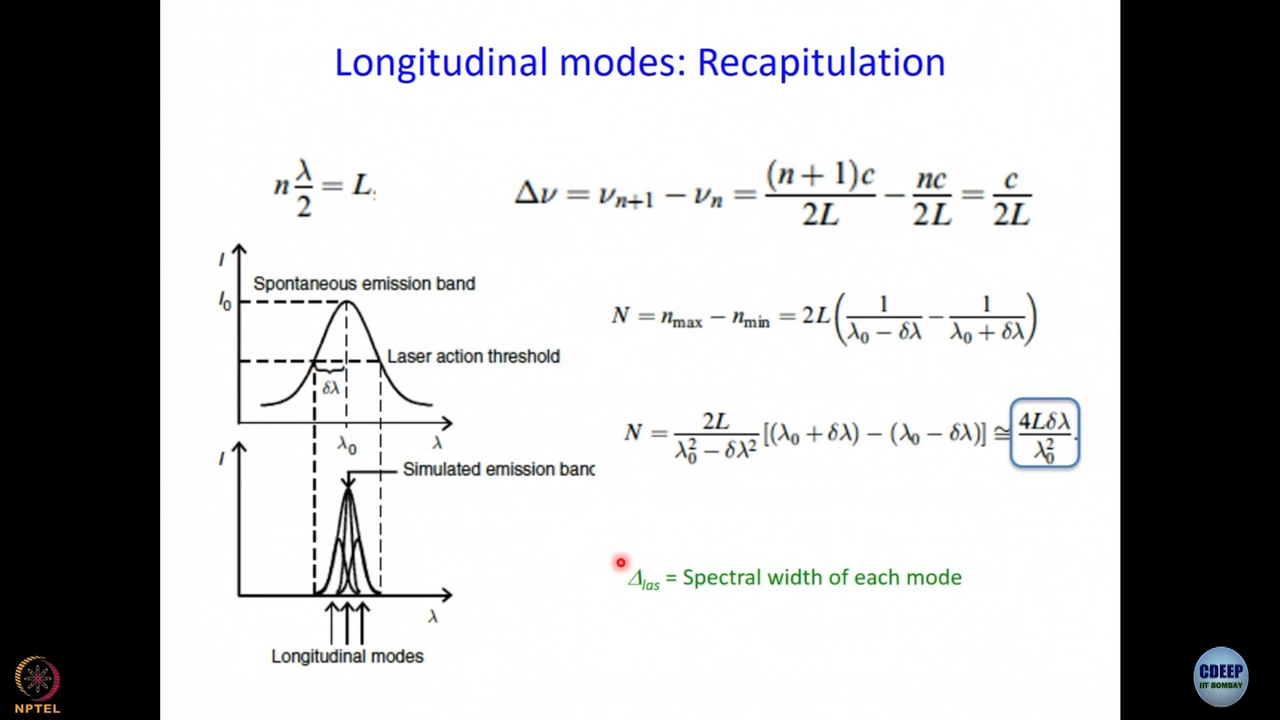 Longitudinal modes: Recapitulation
n λ/2 = L.
Δν = ν_{n+1} − ν_n = (n + 1)c/2L − nc/2L = c/2L
I
I₀
Spontaneous emission band
Laser action threshold
δλ
λ₀
λ
N = n_max − n_min = 2L(1/(λ₀ − δλ) − 1/(λ₀ + δλ))
N = 2L/(λ₀² − δλ²) [(λ₀ + δλ) − (λ₀ − δλ)] ≅ 4Lδλ/λ₀².
I
Simulated emission banc
λ
Longitudinal modes
Δ_las = Spectral width of each mode
NPTEL
CDEEP
IIT BOMBAY